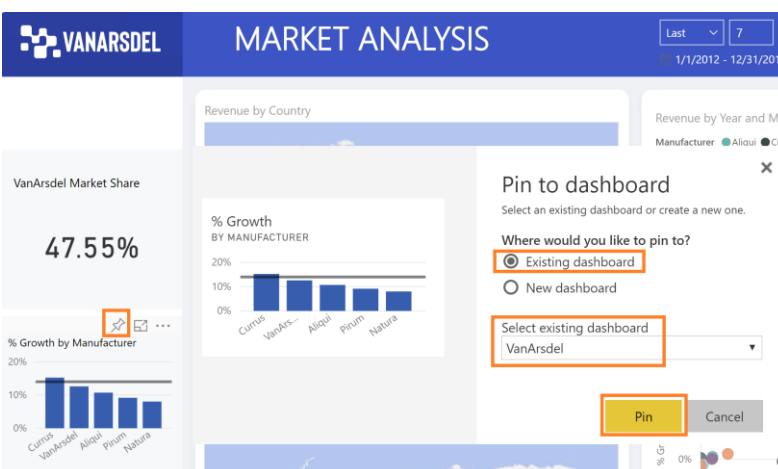 VANARSDEL
MARKET ANALYSIS
Last
7
1/1/2012 - 12/31/201
Revenue by Country
Revenue by Year and M
Manufacturer Aliqui Cu
VanArsdel Market Share
47.55%
% Growth by Manufacturer
20%
10%
0%
Currus
VanArsdel
Aliqui
Pirum
Natura
% Growth
BY MANUFACTURER
20%
10%
0%
Currus
VanArs...
Aliqui
Pirum
Natura
Pin to dashboard
Select an existing dashboard or create a new one.
Where would you like to pin to?
Existing dashboard
New dashboard
Select existing dashboard
VanArsdel
Pin
Cancel
% Gr
0%